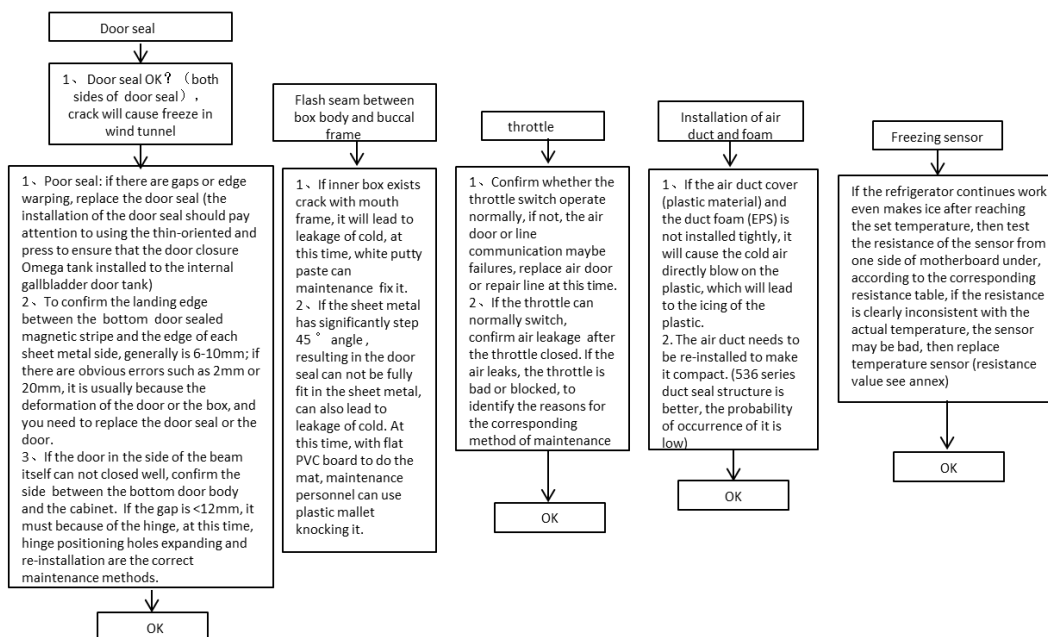 Door seal
1、Door seal OK？（both
sides of door seal），
crack will cause freeze in
wind tunnel
1、Poor seal: if there are gaps or edge
warping, replace the door seal (the
installation of the door seal should pay
attention to using the thin-oriented and
press to ensure that the door closure
Omega tank installed to the internal
gallbladder door tank)
2、To confirm the landing edge
between the bottom door sealed
magnetic stripe and the edge of each
sheet metal side, generally is 6-10mm; if
there are obvious errors such as 2mm or
20mm, it is usually because the
deformation of the door or the box, and
you need to replace the door seal or the
door.
3、If the door in the side of the beam
itself can not closed well, confirm the
side between the bottom door body
and the cabinet. If the gap is <12mm, it
must because of the hinge, at this time,
hinge positioning holes expanding and
re-installation are the correct
maintenance methods.
OK
Flash seam between
box body and buccal
frame
1、If inner box exists
crack with mouth
frame, it will lead to
leakage of cold, at
this time, white putty
paste can
maintenance fix it.
2、If the sheet metal
has significantly step
45° angle,
resulting in the door
seal can not be fully
fit in the sheet metal,
can also lead to
leakage of cold. At
this time, with flat
PVC board to do the
mat, maintenance
personnel can use
plastic mallet
knocking it.
throttle
1、Confirm whether the
throttle switch operate
normally, if not, the air
door or line
communication maybe
failures, replace air door
or repair line at this time.
2、If the throttle can
normally switch,
confirm air leakage after
the throttle closed. If the
air leaks, the throttle is
bad or blocked, to
identify the reasons for
the corresponding
method of maintenance
OK
Installation of air
duct and foam
1、If the air duct cover
(plastic material) and
the duct foam (EPS) is
not installed tightly, it
will cause the cold air
directly blow on the
plastic, which will lead
to the icing of the
plastic.
2. The air duct needs to
be re-installed to make
it compact. (536 series
duct seal structure is
better, the probability
of occurrence of it is
low)
OK
Freezing sensor
If the refrigerator continues work
even makes ice after reaching
the set temperature, then test
the resistance of the sensor from
one side of motherboard under,
according to the corresponding
resistance table, if the resistance
is clearly inconsistent with the
actual temperature, the sensor
may be bad, then replace
temperature sensor (resistance
value see annex)
OK